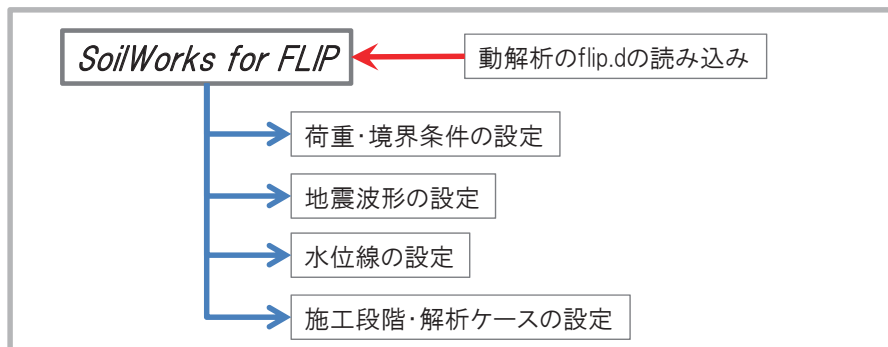 SoilWorks for FLIP
動解析のflip.dの読み込み
荷重･境界条件の設定
地震波形の設定
水位線の設定
施工段階･解析ケースの設定